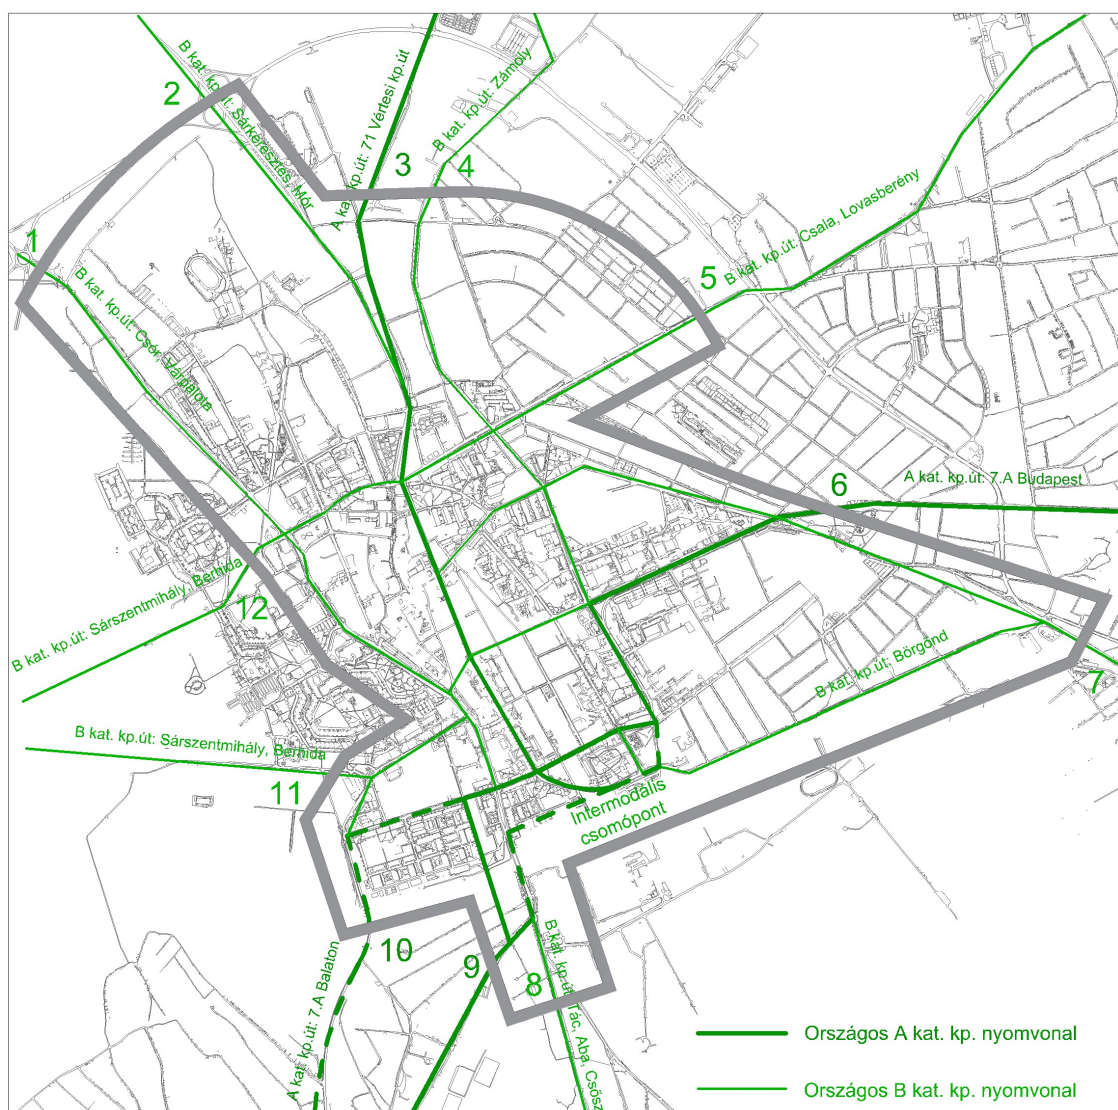 2
B kat. kp.út: Sárkeresztes, Mór
A kat. kp.út: 71 Vértesi kp.út
3
B kat. kp.út: Zámoly
4
1
B kat. kp.út: Csór, Várpalota
5
B kat. kp.út: Csala, Lovasberény
6
A kat. kp.út: 7.A Budapest
B kat. kp.út: Sárszentmihály, Berhida
12
B kat. kp.út: Börgönd
7
B kat. kp.út: Sárszentmihály, Berhida
11
Intermodális
csomópont
10
A kat. kp.út: 7.A Balaton
9
8
B kat. kp.út: Tác, Aba, Csősz
Országos A kat. kp. nyomvonal
Országos B kat. kp. nyomvonal